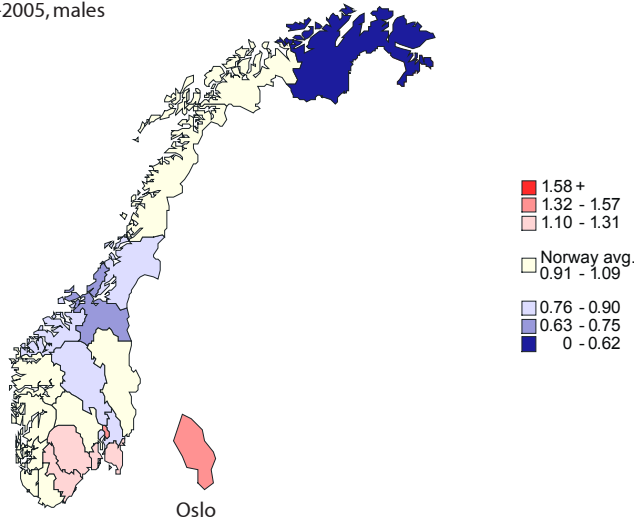 -2005, males
1.58 +
1.32 - 1.57
1.10 - 1.31
Norway avg.
0.91 - 1.09
0.76 - 0.90
0.63 - 0.75
0 - 0.62
Oslo